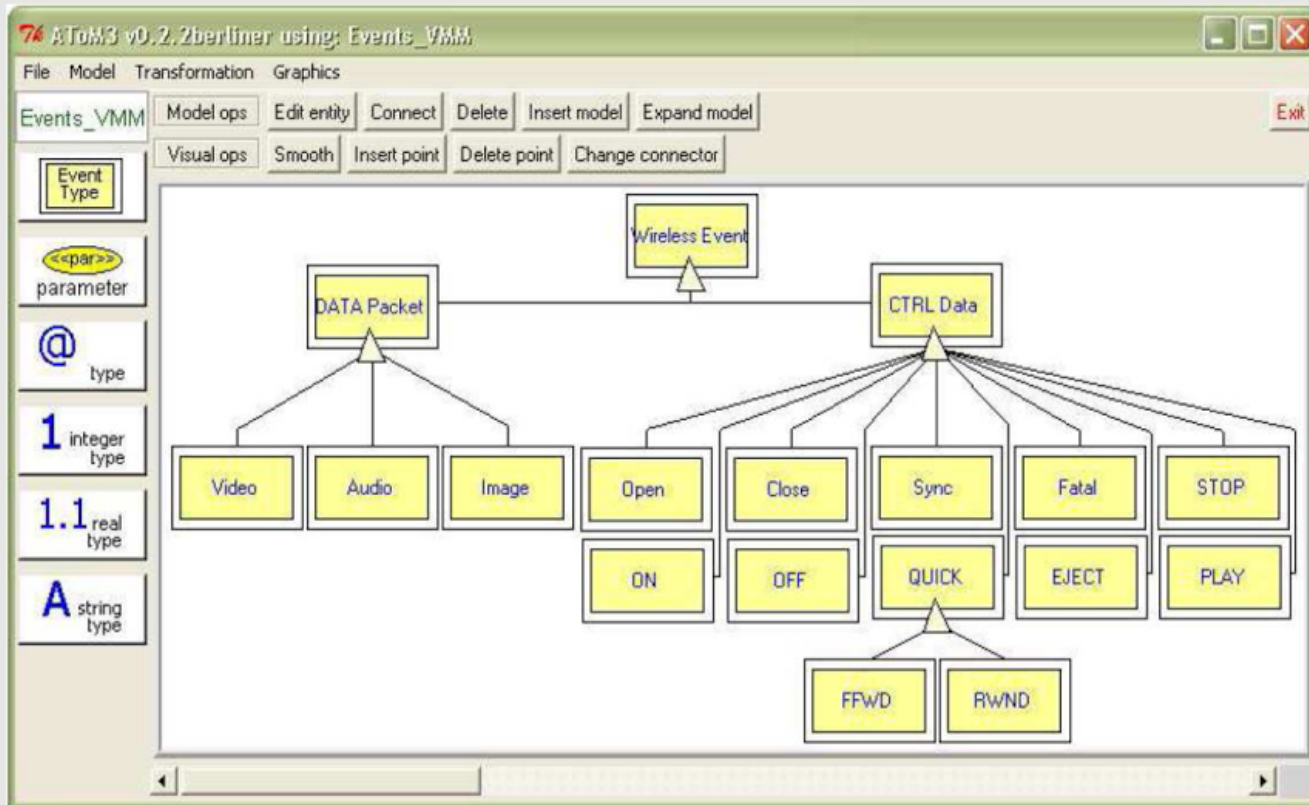 AToM3 v0.2.2berliner using: Events_VMM
File Model Transformation Graphics
Events_VMM
Model ops Edit entity Connect Delete Insert model Expand model Exit
Visual ops Smooth Insert point Delete point Change connector
Event
Type
<<par>>
parameter
@ type
1 integer
type
1.1 real
type
A string
type
Wireless Event
DATA Packet CTRL Data
Video Audio Image Open Close Sync Fatal STOP
ON OFF QUICK EJECT PLAY
FFWD RWND